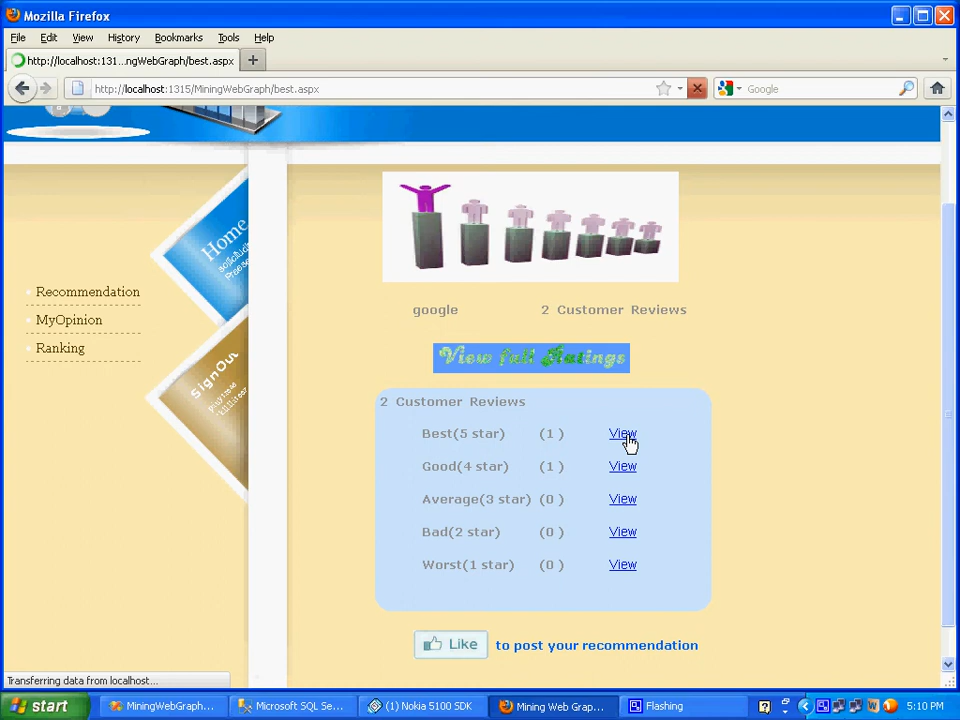 Mozilla Firefox
File Edit View History Bookmarks Tools Help
http://localhost:131...ngWebGraph/best.aspx
http://localhost:1315/MiningWebGraph/best.aspx
Google
Home
Recommendation
MyOpinion
Ranking
SignOut
google 2 Customer Reviews
View full Ratings
2 Customer Reviews
Best(5 star) (1 ) View
Good(4 star) (1 ) View
Average(3 star) (0 ) View
Bad(2 star) (0 ) View
Worst(1 star) (0 ) View
Like to post your recommendation
Transferring data from localhost...
start MiningWebGraph... Microsoft SQL Se... (1) Nokia 5100 SDK Mining Web Grap... Flashing 5:10 PM